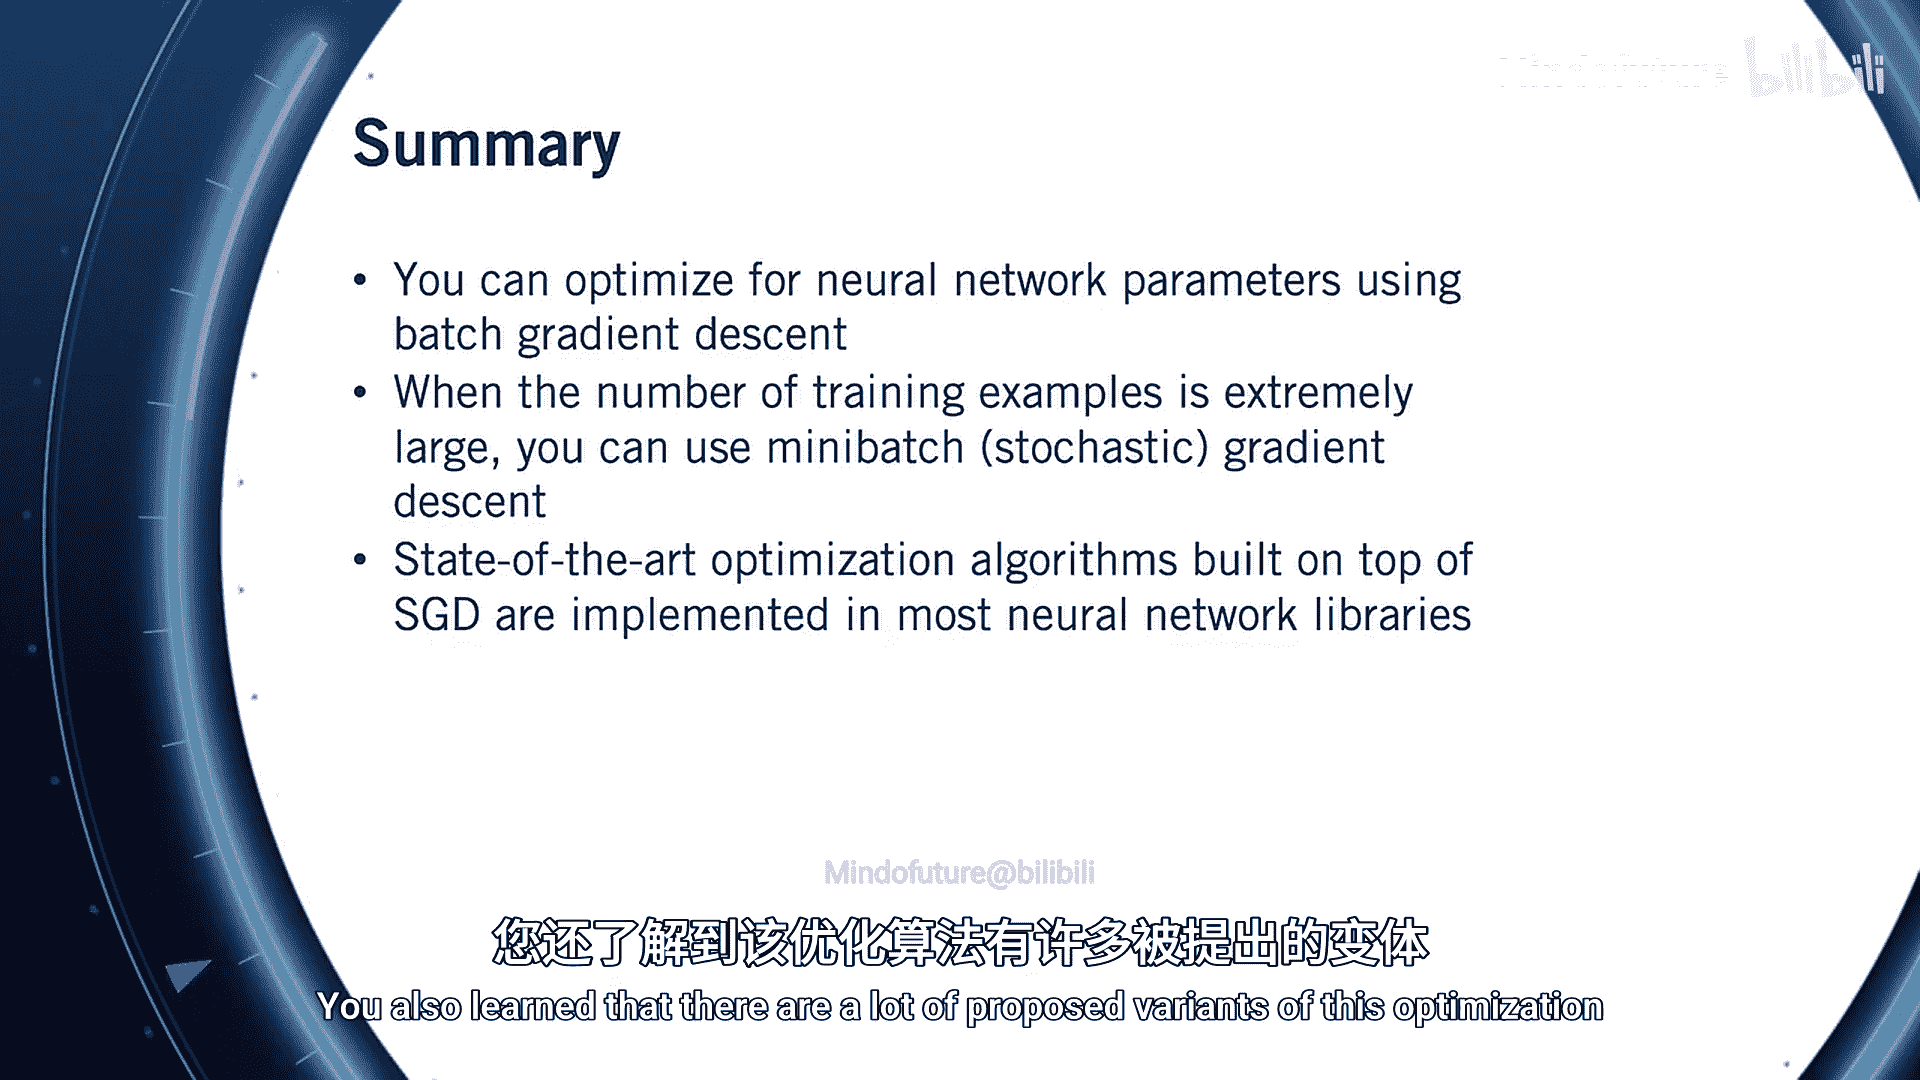 Mindofuture bilibili
Summary
• You can optimize for neural network parameters using
batch gradient descent
• When the number of training examples is extremely
large, you can use minibatch (stochastic) gradient
descent
• State-of-the-art optimization algorithms built on top of
SGD are implemented in most neural network libraries
Mindofuture@bilibili
您还了解到该优化算法有许多被提出的变体
You also learned that there are a lot of proposed variants of this optimization